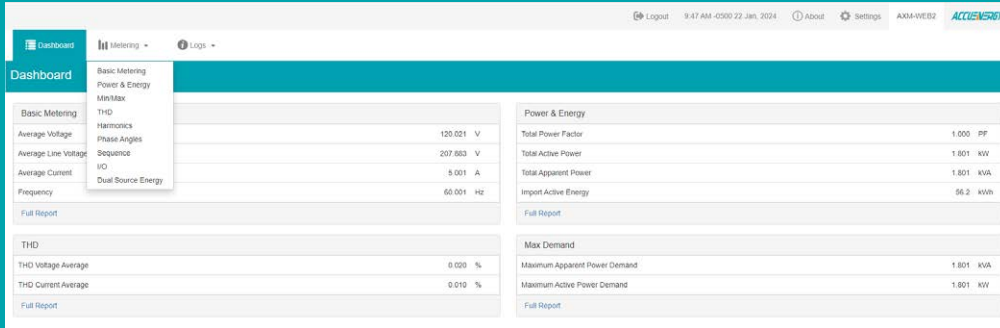 Logout 9:47 AM -0500 22 Jan, 2024 About Settings AXM-WEB2 ACCUENERGY
Dashboard Metering Logs
Dashboard
Basic Metering
Power & Energy
Min/Max
THD
Harmonics
Phase Angles
Sequence
I/O
Dual Source Energy
Basic Metering
Average Voltage 120.021 V
Average Line Voltage 207.883 V
Average Current 5.001 A
Frequency 60.001 Hz
Full Report
Power & Energy
Total Power Factor 1.000 PF
Total Active Power 1.801 kW
Total Apparent Power 1.801 kVA
Import Active Energy 56.2 kWh
Full Report
THD
THD Voltage Average 0.020 %
THD Current Average 0.010 %
Full Report
Max Demand
Maximum Apparent Power Demand 1.801 kVA
Maximum Active Power Demand 1.801 kW
Full Report